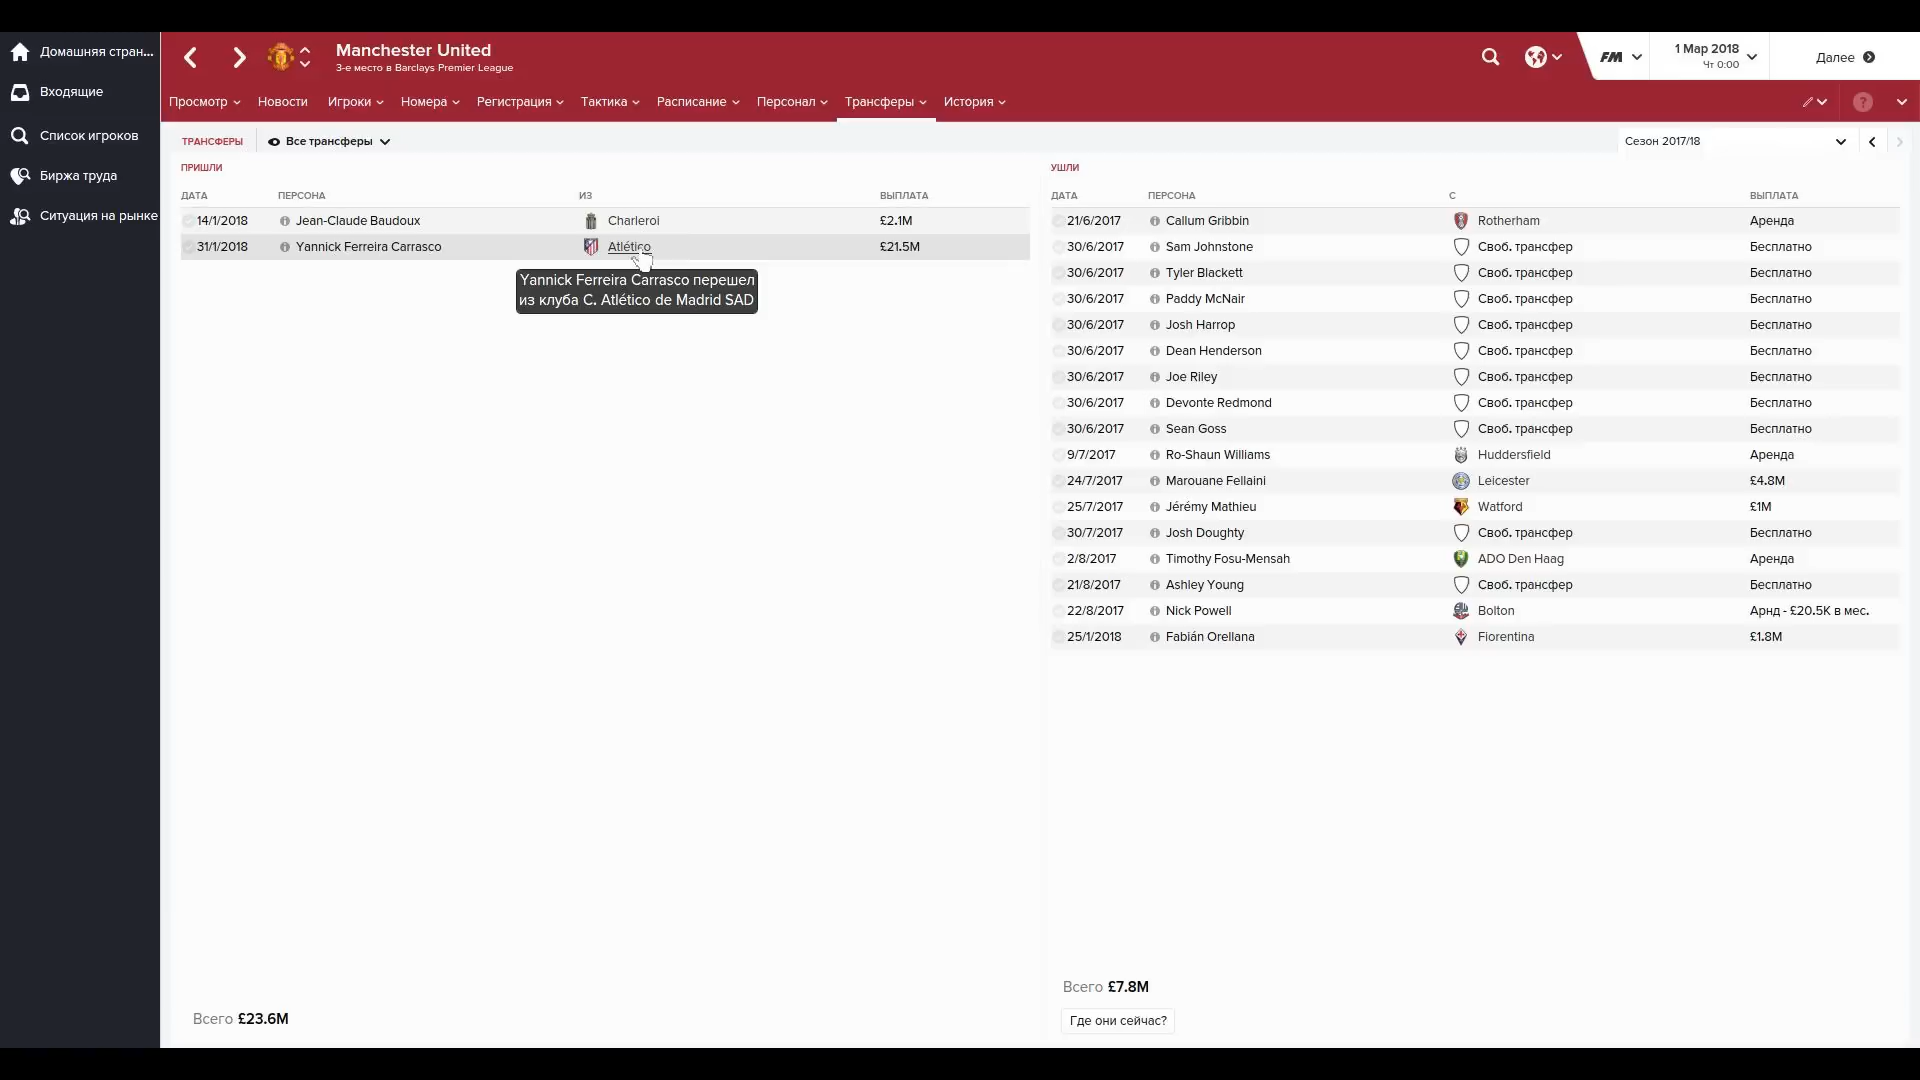 Домашняя стран...
Входящие
Список игроков
Биржа труда
Ситуация на рынке
Manchester United
3-е место в Barclays Premier League
FM
1 Мар 2018
Чт 0:00
Далее
Просмотр Новости Игроки Номера Регистрация Тактика Расписание Персонал Трансферы История
?
ТРАНСФЕРЫ Все трансферы
Сезон 2017/18
ПРИШЛИ
ДАТА ПЕРСОНА ИЗ ВЫПЛАТА
14/1/2018 Jean-Claude Baudoux Charleroi £2.1M
31/1/2018 Yannick Ferreira Carrasco Atlético £21.5M
Yannick Ferreira Carrasco перешел
из клуба C. Atlético de Madrid SAD
Всего £23.6M
УШЛИ
ДАТА ПЕРСОНА С ВЫПЛАТА
21/6/2017 Callum Gribbin Rotherham Аренда
30/6/2017 Sam Johnstone Своб. трансфер Бесплатно
30/6/2017 Tyler Blackett Своб. трансфер Бесплатно
30/6/2017 Paddy McNair Своб. трансфер Бесплатно
30/6/2017 Josh Harrop Своб. трансфер Бесплатно
30/6/2017 Dean Henderson Своб. трансфер Бесплатно
30/6/2017 Joe Riley Своб. трансфер Бесплатно
30/6/2017 Devonte Redmond Своб. трансфер Бесплатно
30/6/2017 Sean Goss Своб. трансфер Бесплатно
9/7/2017 Ro-Shaun Williams Huddersfield Аренда
24/7/2017 Marouane Fellaini Leicester £4.8M
25/7/2017 Jérémy Mathieu Watford £1M
30/7/2017 Josh Doughty Своб. трансфер Бесплатно
2/8/2017 Timothy Fosu-Mensah ADO Den Haag Аренда
21/8/2017 Ashley Young Своб. трансфер Бесплатно
22/8/2017 Nick Powell Bolton Арнд - £20.5K в мес.
25/1/2018 Fabián Orellana Fiorentina £1.8M
Всего £7.8M
Где они сейчас?